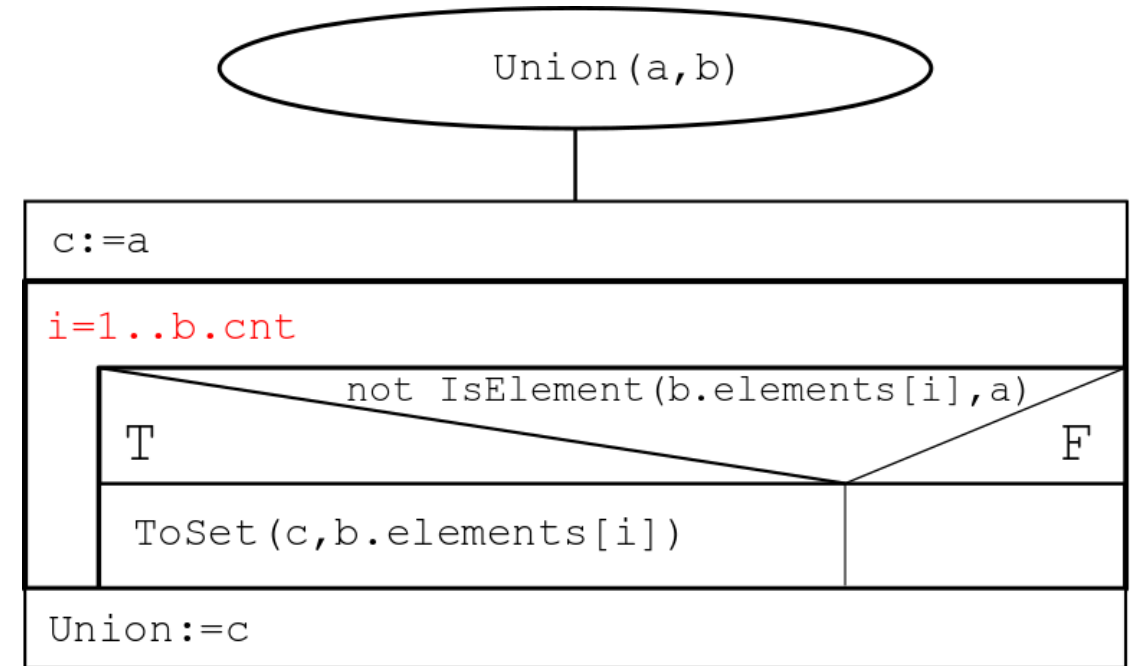 Union(a,b)
c:=a
i=1..b.cnt
not IsElement(b.elements[i],a)
T
F
ToSet(c,b.elements[i])
Union:=c